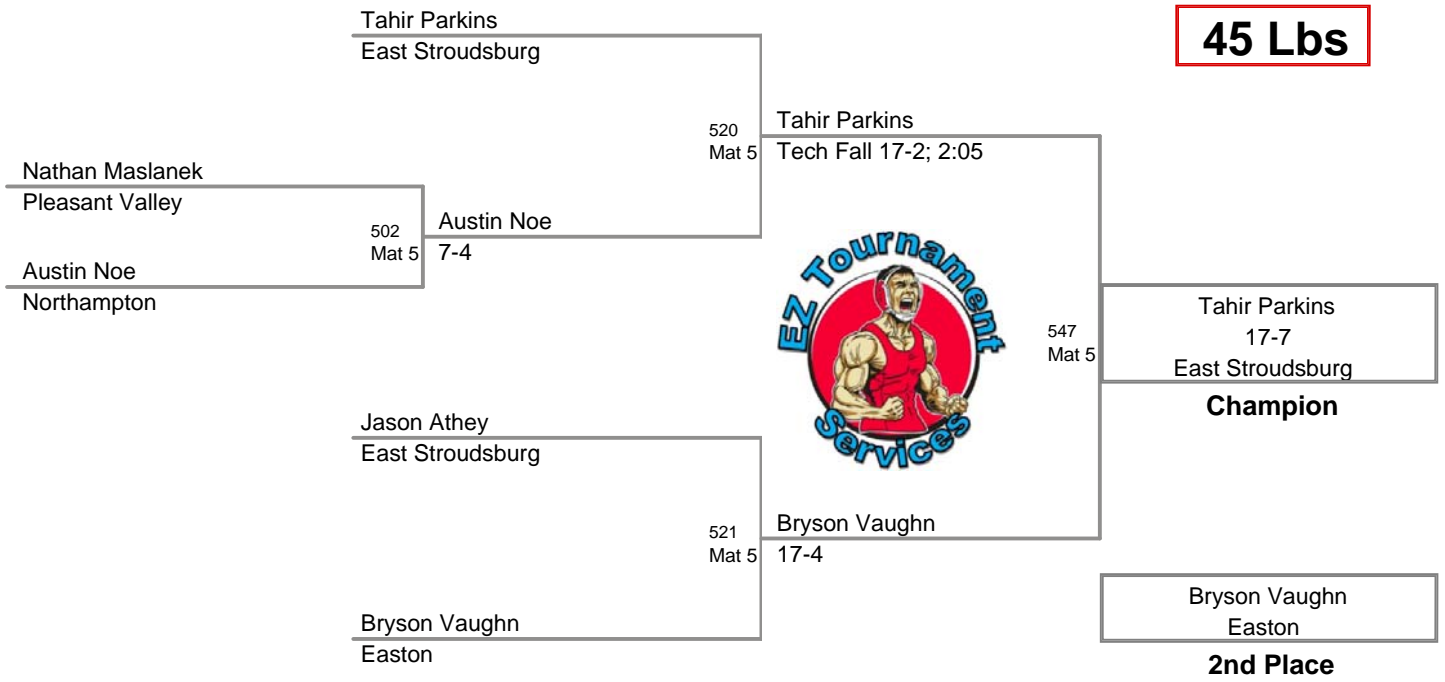 Tahir Parkins
East Stroudsburg
45 Lbs
520
Mat 5
Tahir Parkins
Tech Fall 17-2; 2:05
Nathan Maslanek
Pleasant Valley
502
Mat 5
Austin Noe
7-4
Austin Noe
Northampton
EZ Tournament
Services
547
Mat 5
Tahir Parkins
17-7
East Stroudsburg
Champion
Jason Athey
East Stroudsburg
521
Mat 5
Bryson Vaughn
17-4
Bryson Vaughn
Easton
Bryson Vaughn
Easton
2nd Place